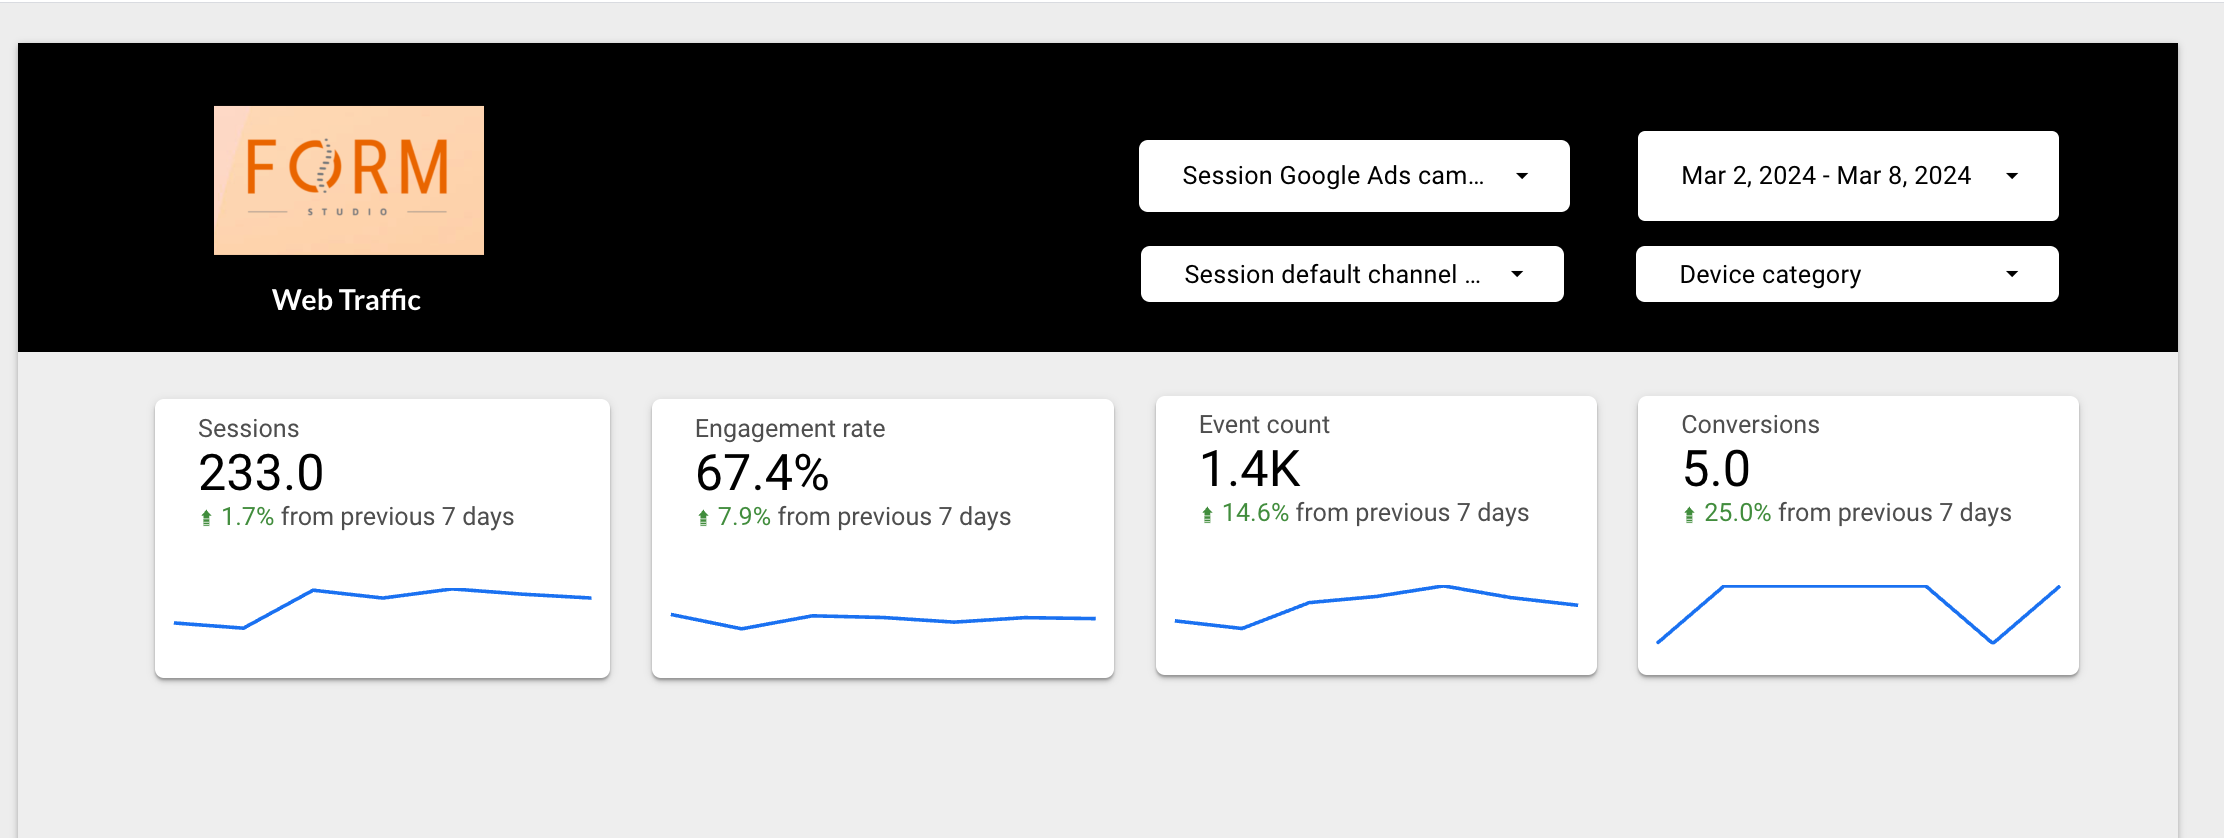 FORM
STUDIO
Web Traffic
Session Google Ads cam...
Mar 2, 2024 - Mar 8, 2024
Session default channel ...
Device category
Sessions
233.0
1.7% from previous 7 days
Engagement rate
67.4%
7.9% from previous 7 days
Event count
1.4K
14.6% from previous 7 days
Conversions
5.0
25.0% from previous 7 days